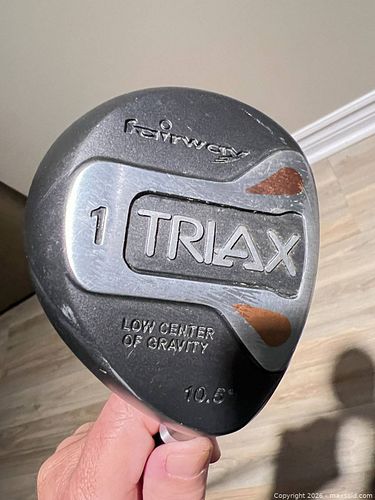 fairway
1
TRIAX
LOW CENTER
OF GRAVITY
10.5°
Copyright 2026 - maxsold.com